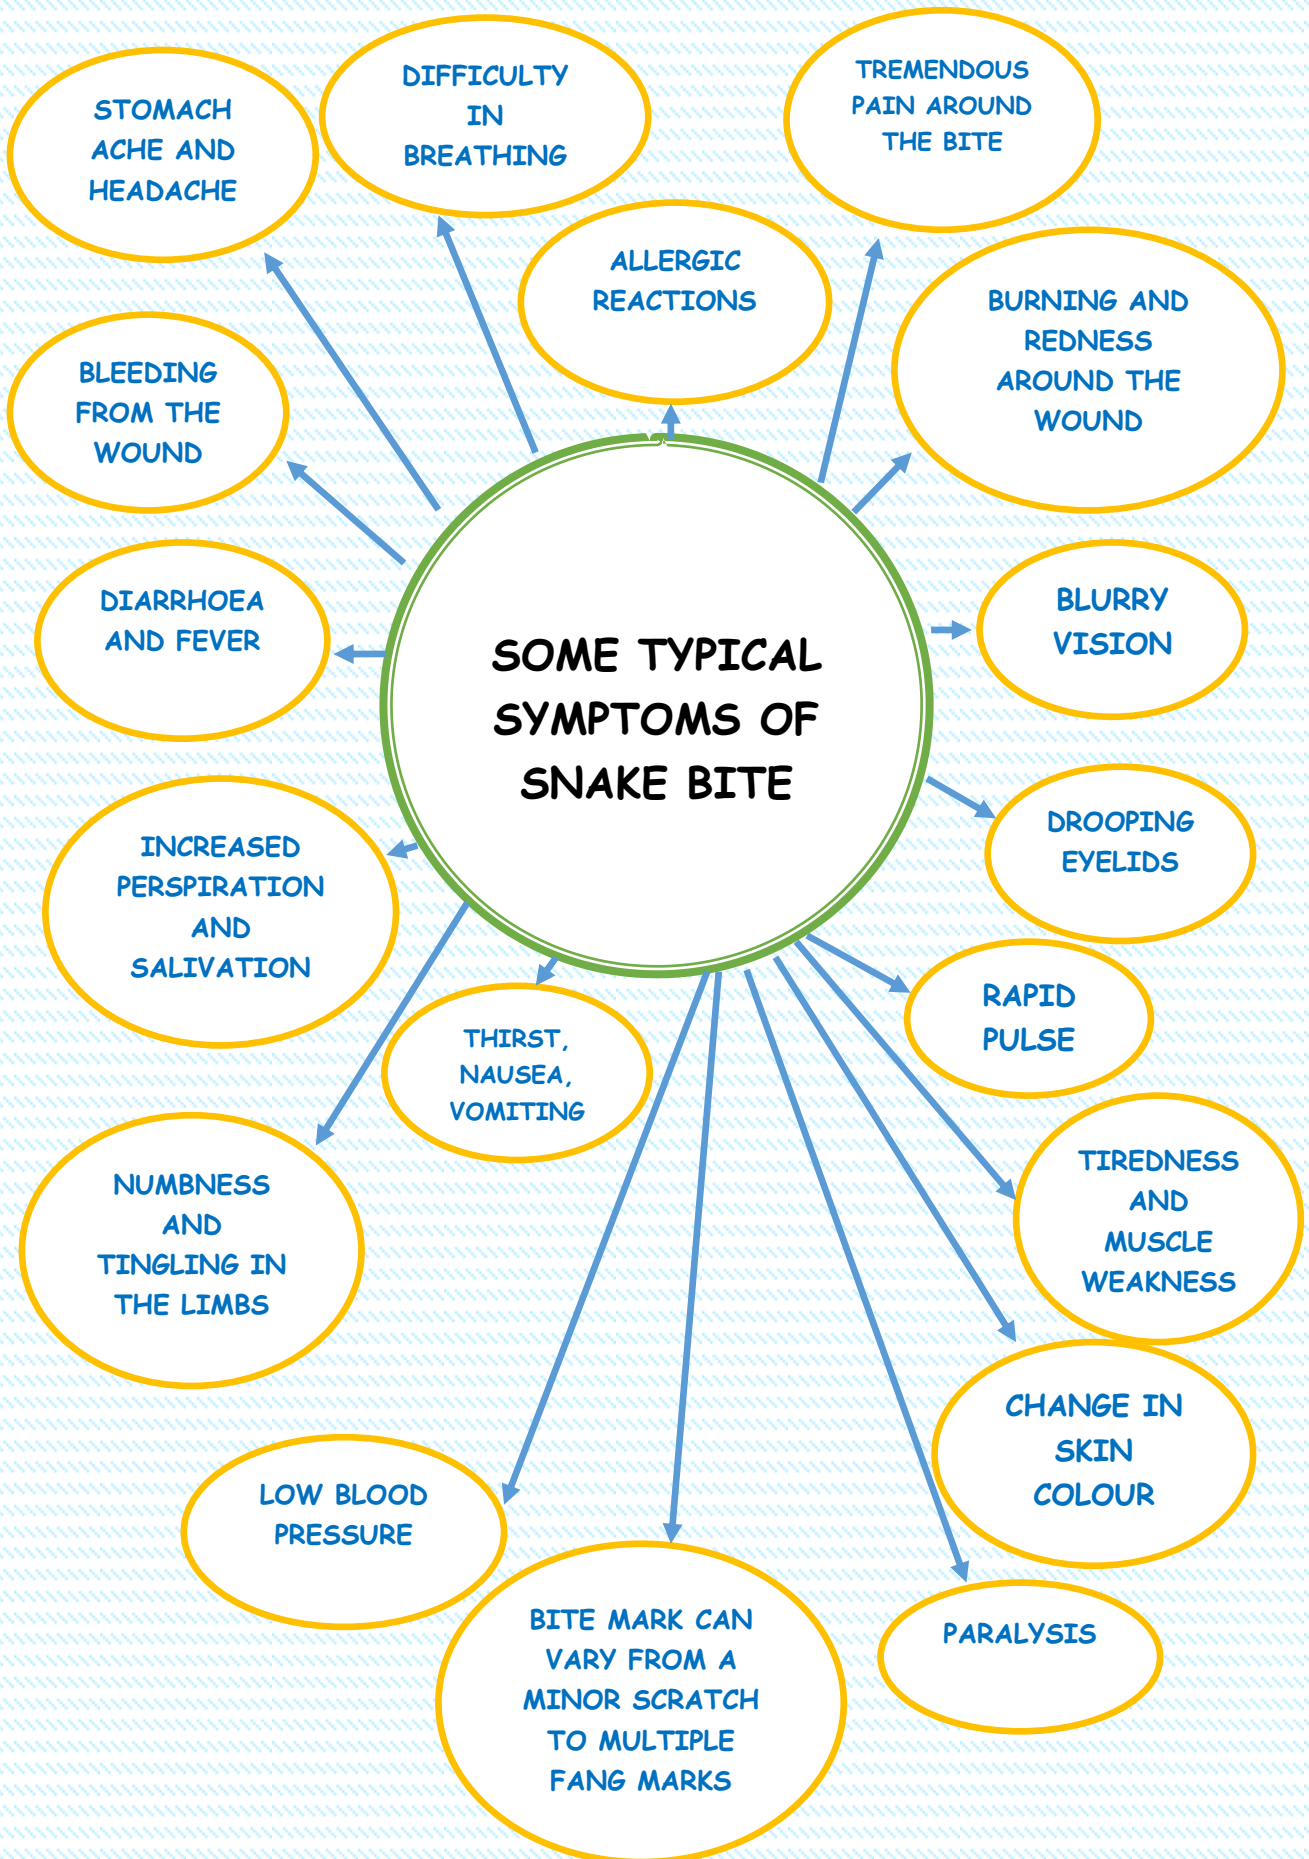 DIFFICULTY
IN
BREATHING
TREMENDOUS
PAIN AROUND
THE BITE
STOMACH
ACHE AND
HEADACHE
ALLERGIC
REACTIONS
BURNING AND
REDNESS
AROUND THE
WOUND
BLEEDING
FROM THE
WOUND
DIARRHOEA
AND FEVER
BLURRY
VISION
SOME TYPICAL
SYMPTOMS OF
SNAKE BITE
DROOPING
EYELIDS
INCREASED
PERSPIRATION
AND
SALIVATION
RAPID
PULSE
THIRST,
NAUSEA,
VOMITING
TIREDNESS
AND
MUSCLE
WEAKNESS
NUMBNESS
AND
TINGLING IN
THE LIMBS
CHANGE IN
SKIN
COLOUR
LOW BLOOD
PRESSURE
BITE MARK CAN
VARY FROM A
MINOR SCRATCH
TO MULTIPLE
FANG MARKS
PARALYSIS